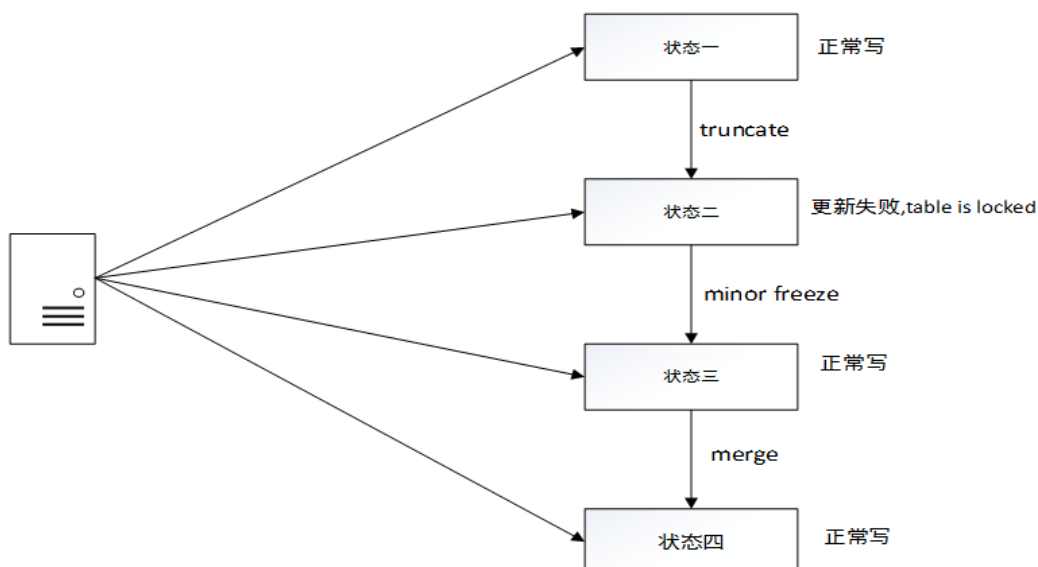 状态一
正常写
truncate
状态二
更新失败,table is locked
minor freeze
状态三
正常写
merge
状态四
正常写